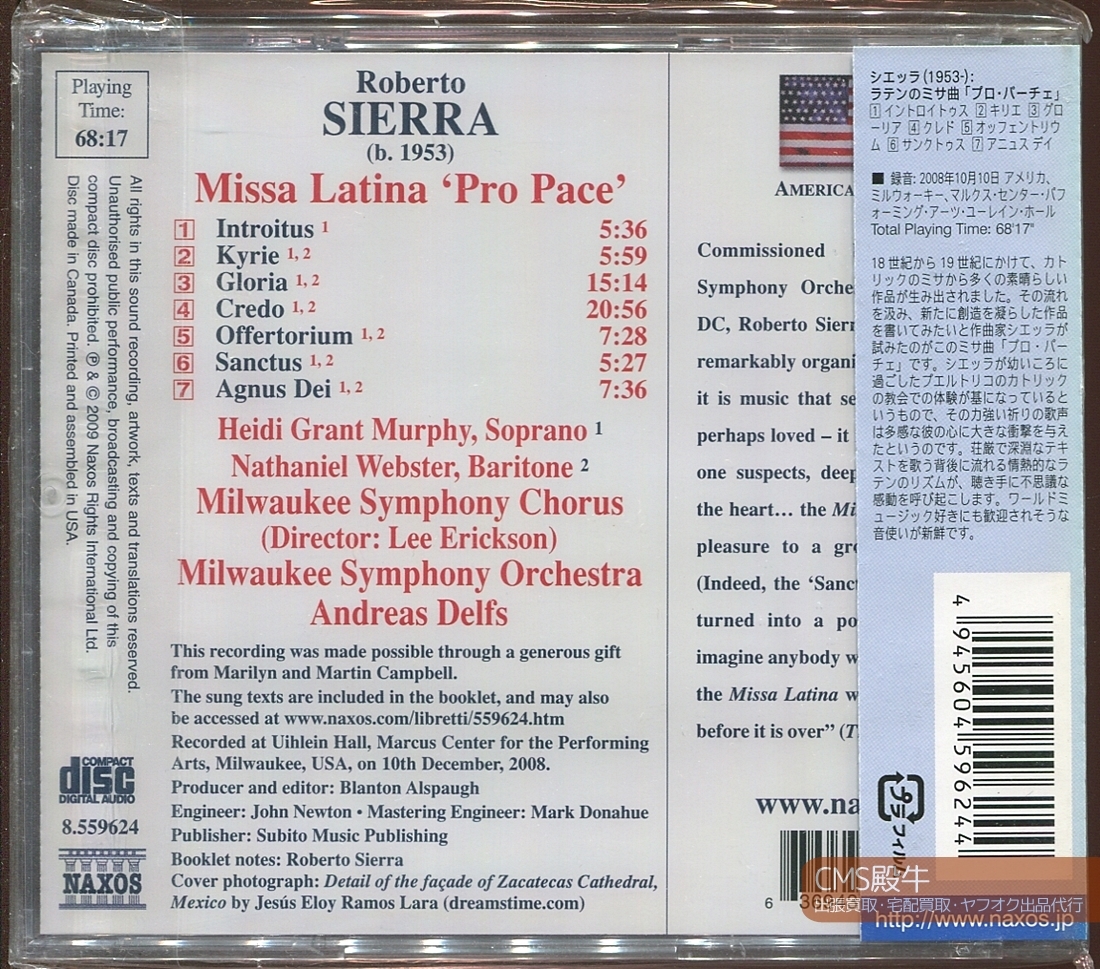 Playing
Time:
68:17
All rights in this sound recording, artwork, texts and translations reserved.
Unauthorised public performance, broadcasting and copying of this
compact disc prohibited. ℗ & © 2009 Naxos Rights International Ltd.
Disc made in Canada. Printed and assembled in USA.
COMPACT
disc
DIGITAL AUDIO
8.559624
NAXOS
Roberto
SIERRA
(b. 1953)
Missa Latina ‘Pro Pace’
1 Introitus 1 5:36
2 Kyrie 1, 2 5:59
3 Gloria 1, 2 15:14
4 Credo 1, 2 20:56
5 Offertorium 1, 2 7:28
6 Sanctus 1, 2 5:27
7 Agnus Dei 1, 2 7:36
Heidi Grant Murphy, Soprano 1
Nathaniel Webster, Baritone 2
Milwaukee Symphony Chorus
(Director: Lee Erickson)
Milwaukee Symphony Orchestra
Andreas Delfs
This recording was made possible through a generous gift
from Marilyn and Martin Campbell.
The sung texts are included in the booklet, and may also
be accessed at www.naxos.com/libretti/559624.htm
Recorded at Uihlein Hall, Marcus Center for the Performing
Arts, Milwaukee, USA, on 10th December, 2008.
Producer and editor: Blanton Alspaugh
Engineer: John Newton • Mastering Engineer: Mark Donahue
Publisher: Subito Music Publishing
Booklet notes: Roberto Sierra
Cover photograph: Detail of the façade of Zacatecas Cathedral,
Mexico by Jesús Eloy Ramos Lara (dreamstime.com)
AMERICA
Commissioned
Symphony Orche
DC, Roberto Sierr
remarkably organi
it is music that se
perhaps loved – it
one suspects, deep
the heart… the Mi
pleasure to a gre
(Indeed, the ‘Sanct
turned into a po
imagine anybody w
the Missa Latina w
before it is over” (T
www.na
6
シエッラ(1953-):
ラテンのミサ曲「プロ・パーチェ」
1 イントロイトゥス 2 キリエ 3 グロ
ーリア 4 クレド 5 オッフェントリウ
ム 6 サンクトゥス 7 アニュス デイ
■ 録音: 2008年10月10日 アメリカ、
ミルウォーキー、マルクス・センター・パフ
ォーミング・アーツ・ユーレイン・ホール
Total Playing Time: 68'17"
18世紀から19世紀にかけて、カト
リックのミサから多くの素晴らしい
作品が生み出されました。その流れ
を汲み、新たに創造を凝らした作品
を書いてみたいと作曲家シエッラが
試みたのがこのミサ曲「プロ・パー
チェ」です。シエッラが幼いころに
過ごしたプエルトリコのカトリック
の教会での体験が基になっていると
いうもので、その力強い祈りの歌声
は多感な彼の心に大きな衝撃を与え
たというのです。荘厳で深淵なテキ
ストを歌う背後に流れる情熱的なラ
テンのリズムが、聴き手に不思議な
感動を呼び起こします。ワールドミ
ュージック好きにも歓迎されそうな
音使いが新鮮です。
4 945604 596244
プラ
フィルム
CMS殿牛
出張買取・宅配買取・ヤフオク出品代行
http://www.naxos.jp